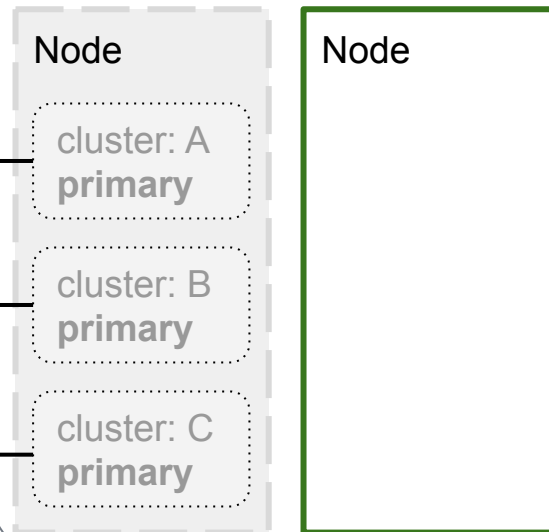 Node
cluster: A
primary
cluster: B
primary
cluster: C
primary
Node